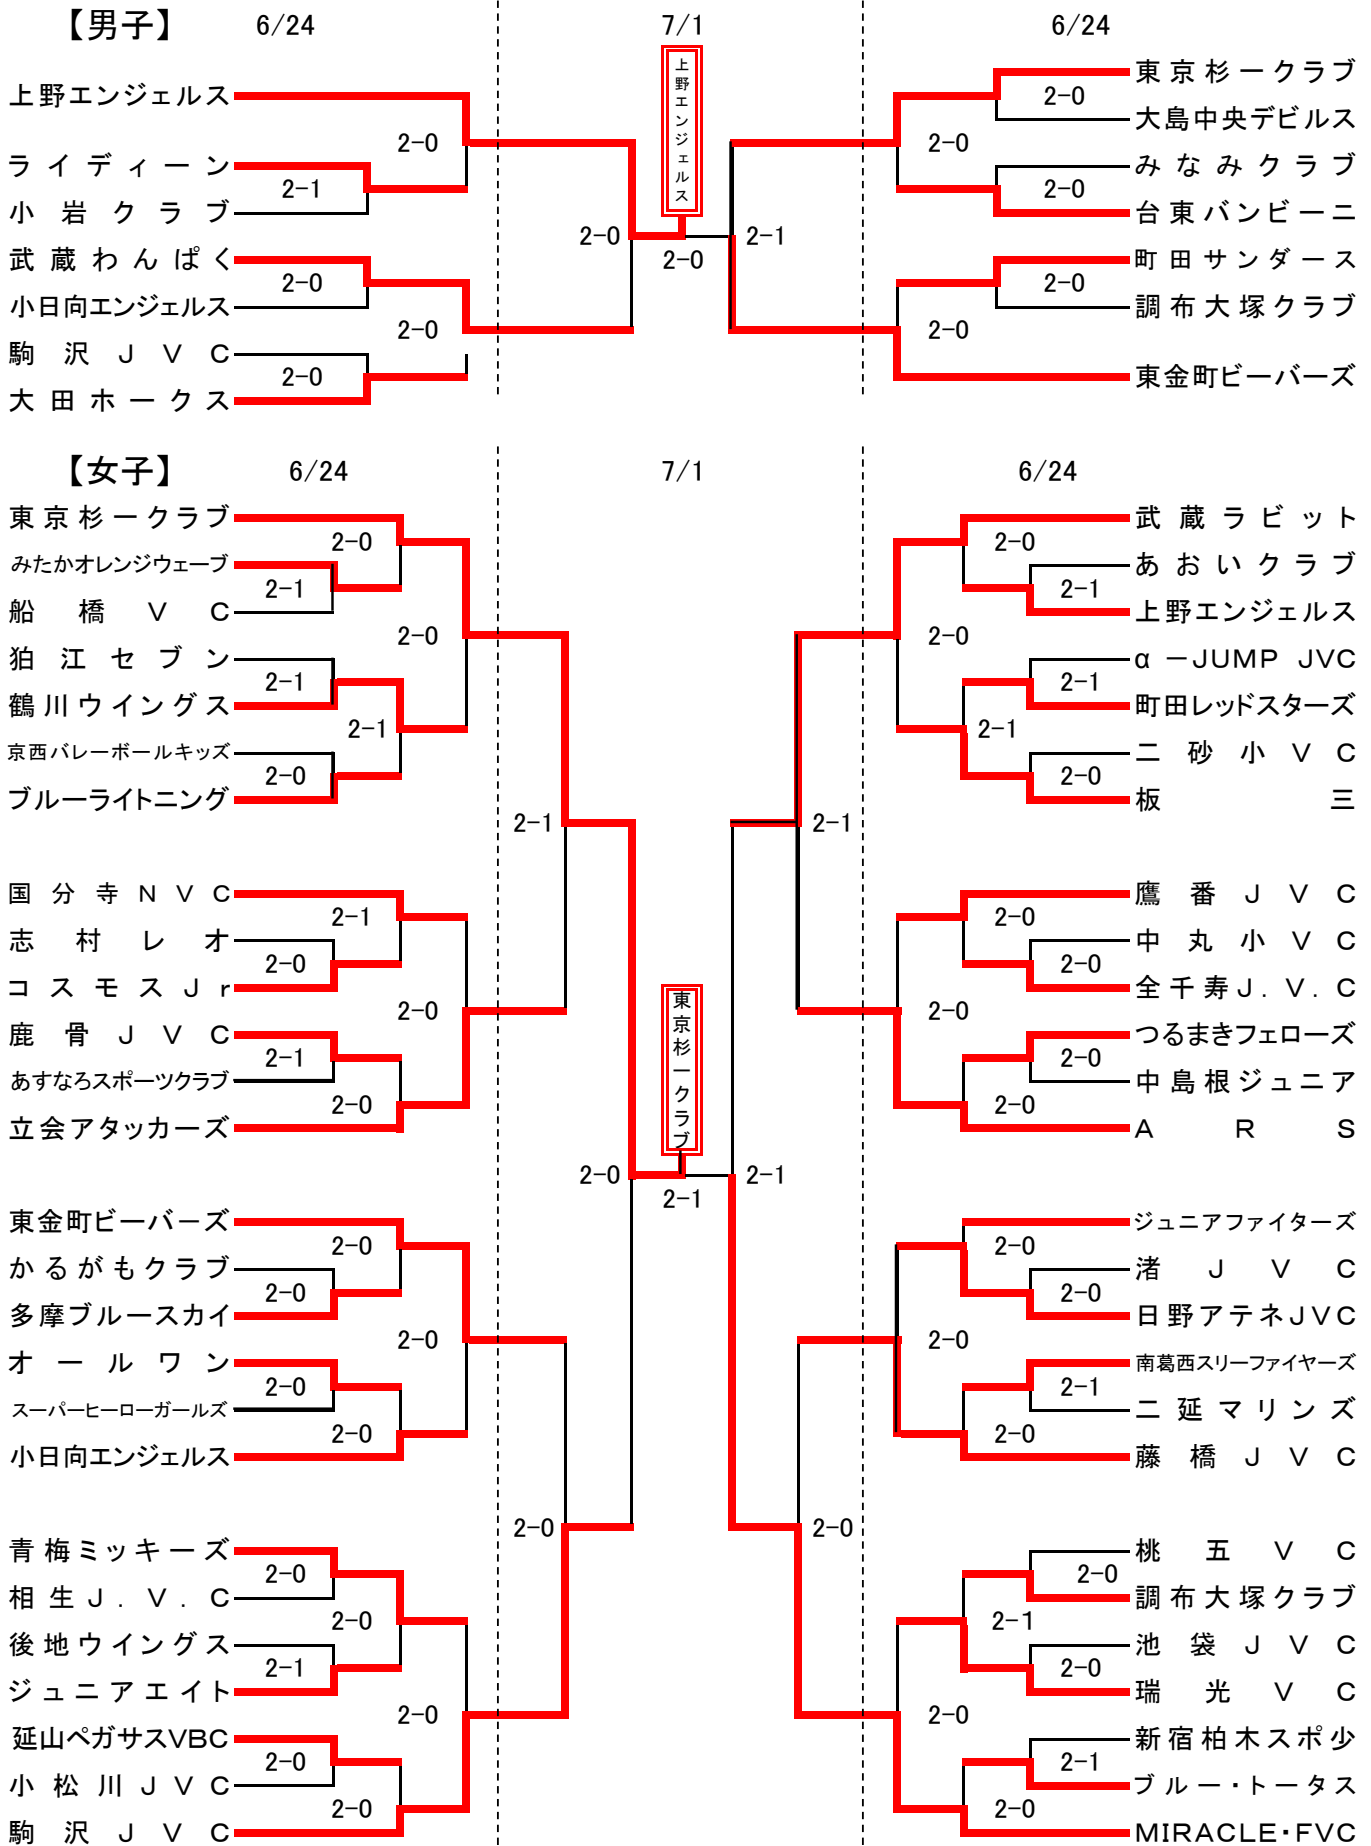 【男子】 6/24 7/1 6/24
上野エンジェルス
ライディーン
小岩クラブ
武蔵わんぱく
小日向エンジェルス
駒沢JVC
大田ホークス
2-0
2-1
2-0
2-0
2-0
2-0
上野エンジェルス
2-0
2-1
東京杉一クラブ
大島中央デビルス
みなみクラブ
台東バンビーニ
町田サンダース
調布大塚クラブ
東金町ビーバーズ
2-0
2-0
2-0
2-0
2-0
【女子】 6/24 7/1 6/24
東京杉一クラブ
みたかオレンジウェーブ
船橋VC
狛江セブン
鶴川ウイングス
京西バレーボールキッズ
ブルーライトニング
2-0
2-1
2-0
2-1
2-1
2-0
2-1
国分寺NVC
志村レオ
コスモスJr
鹿骨JVC
あすなろスポーツクラブ
立会アタッカーズ
2-1
2-0
2-0
2-1
2-0
東京杉一クラブ
2-0
2-1
2-1
東金町ビーバーズ
かるがもクラブ
多摩ブルースカイ
オールワン
スーパーヒーローガールズ
小日向エンジェルス
2-0
2-0
2-0
2-0
2-0
2-0
青梅ミッキーズ
相生J.V.C
後地ウイングス
ジュニアエイト
延山ペガサスVBC
小松川JVC
駒沢JVC
2-0
2-0
2-1
2-0
2-0
2-0
武蔵ラビット
あおいクラブ
上野エンジェルス
α－JUMP JVC
町田レッドスターズ
二砂小VC
板三
2-0
2-1
2-0
2-1
2-1
2-0
2-1
鷹番JVC
中丸小VC
全千寿J.V.C
つるまきフェローズ
中島根ジュニア
ARS
2-0
2-0
2-0
2-0
2-0
ジュニアファイターズ
渚JVC
日野アテネJVC
南葛西スリーファイヤーズ
二延マリンズ
藤橋JVC
2-0
2-0
2-0
2-1
2-0
2-0
桃五VC
調布大塚クラブ
池袋JVC
瑞光VC
新宿柏木スポ少
ブルー・トータス
MIRACLE・FVC
2-0
2-1
2-0
2-0
2-1
2-0